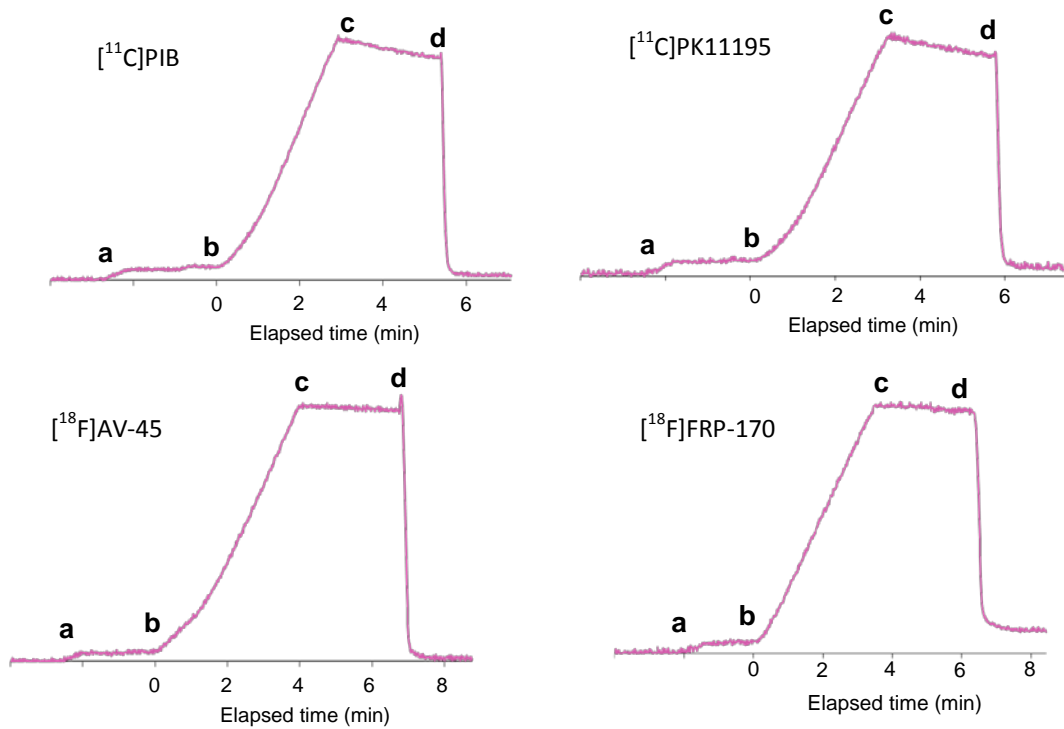 [¹¹C]PIB
a
b
c
d
0 2 4 6
Elapsed time (min)
[¹¹C]PK11195
a
b
c
d
0 2 4 6
Elapsed time (min)
[¹⁸F]AV-45
a
b
c
d
0 2 4 6 8
Elapsed time (min)
[¹⁸F]FRP-170
a
b
c
d
0 2 4 6 8
Elapsed time (min)